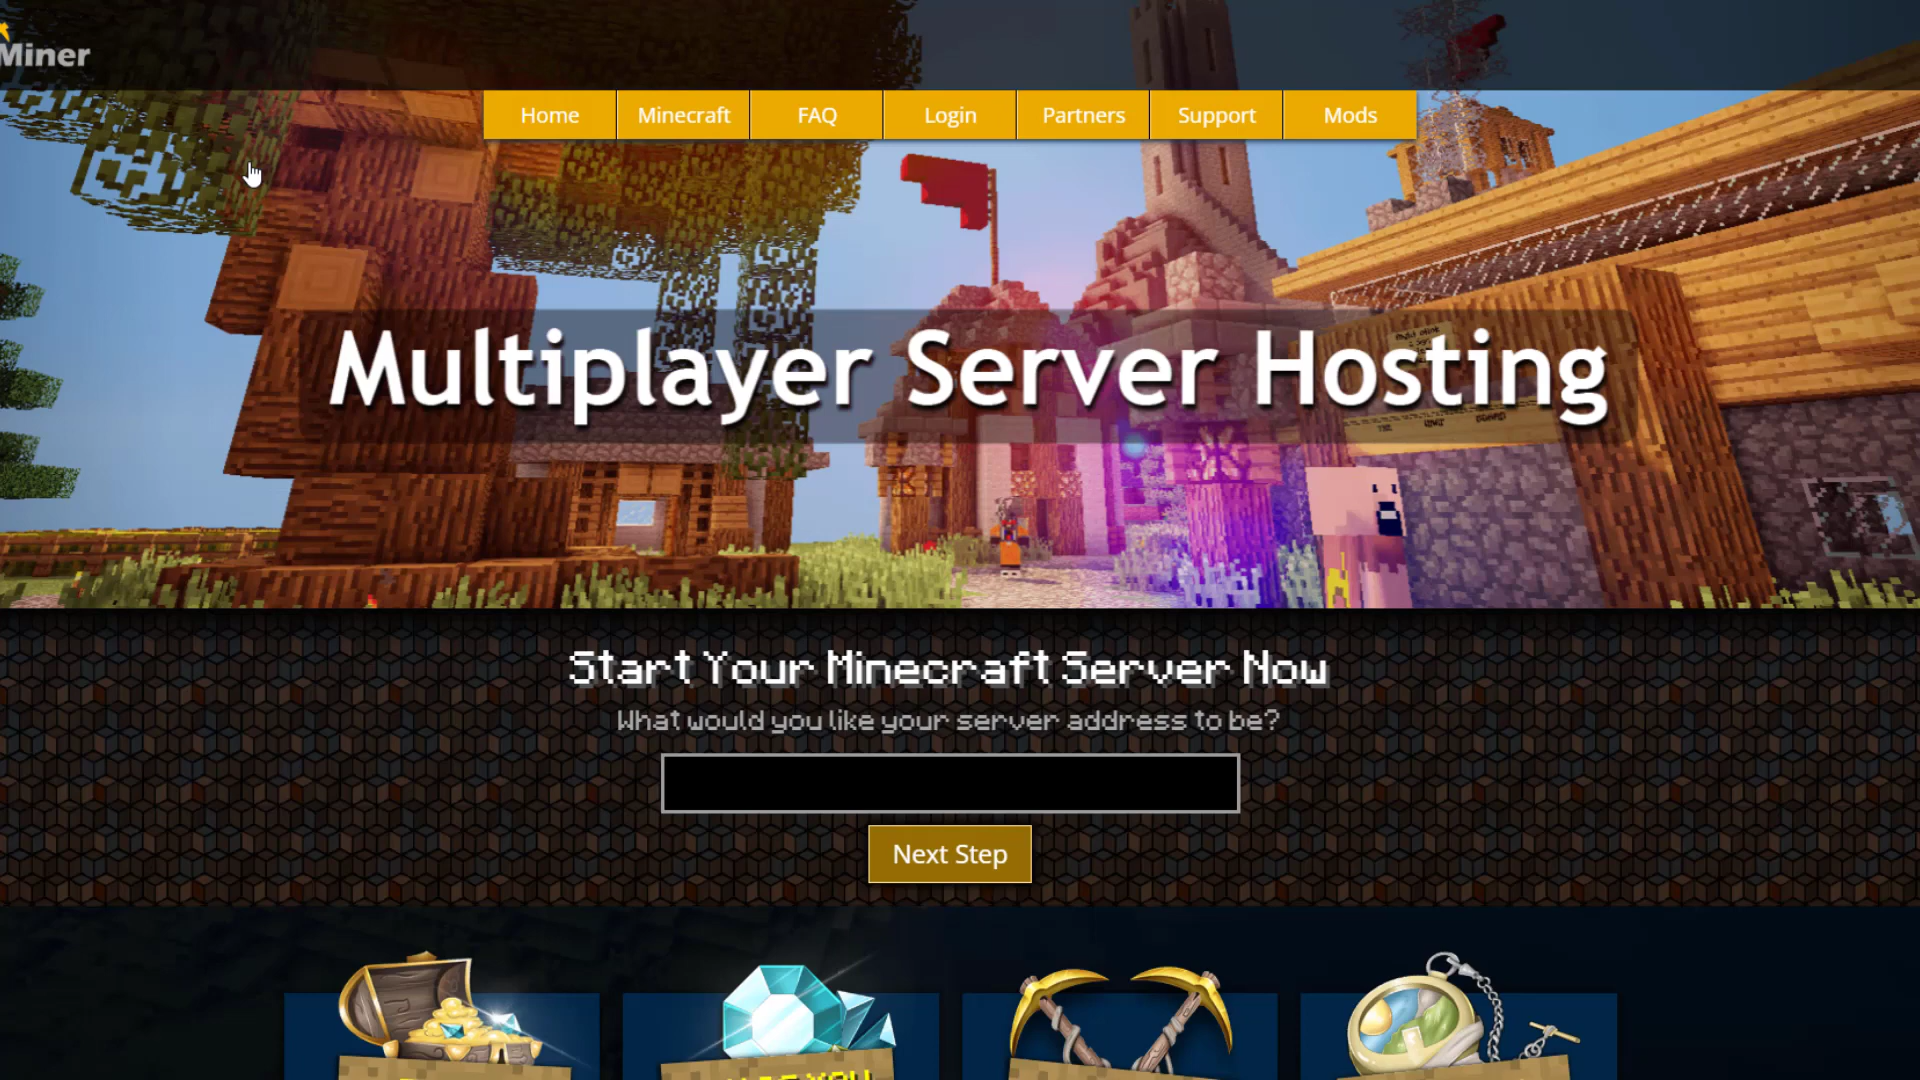 Miner
Home Minecraft FAQ Login Partners Support Mods
Multiplayer Server Hosting
Start Your Minecraft Server Now
What would you like your server address to be?
Next Step